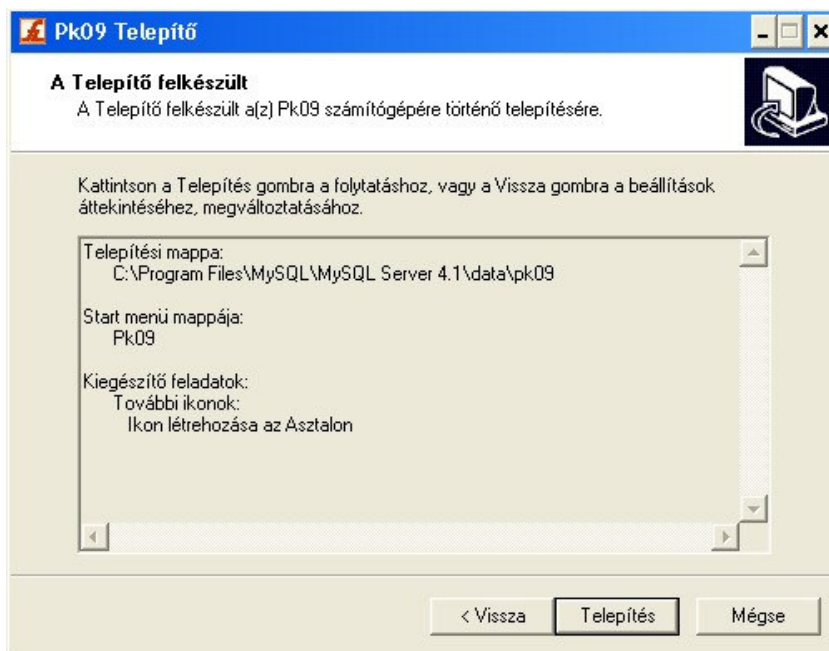 Pk09 Telepítő
A Telepítő felkészült
A Telepítő felkészült a(z) Pk09 számítógépére történő telepítésére.
Kattintson a Telepítés gombra a folytatáshoz, vagy a Vissza gombra a beállítások
áttekintéséhez, megváltoztatásához.
Telepítési mappa:
C:\Program Files\MySQL\MySQL Server 4.1\data\pk09
Start menü mappája:
Pk09
Kiegészítő feladatok:
További ikonok:
Ikon létrehozása az Asztalon
< Vissza
Telepítés
Mégse